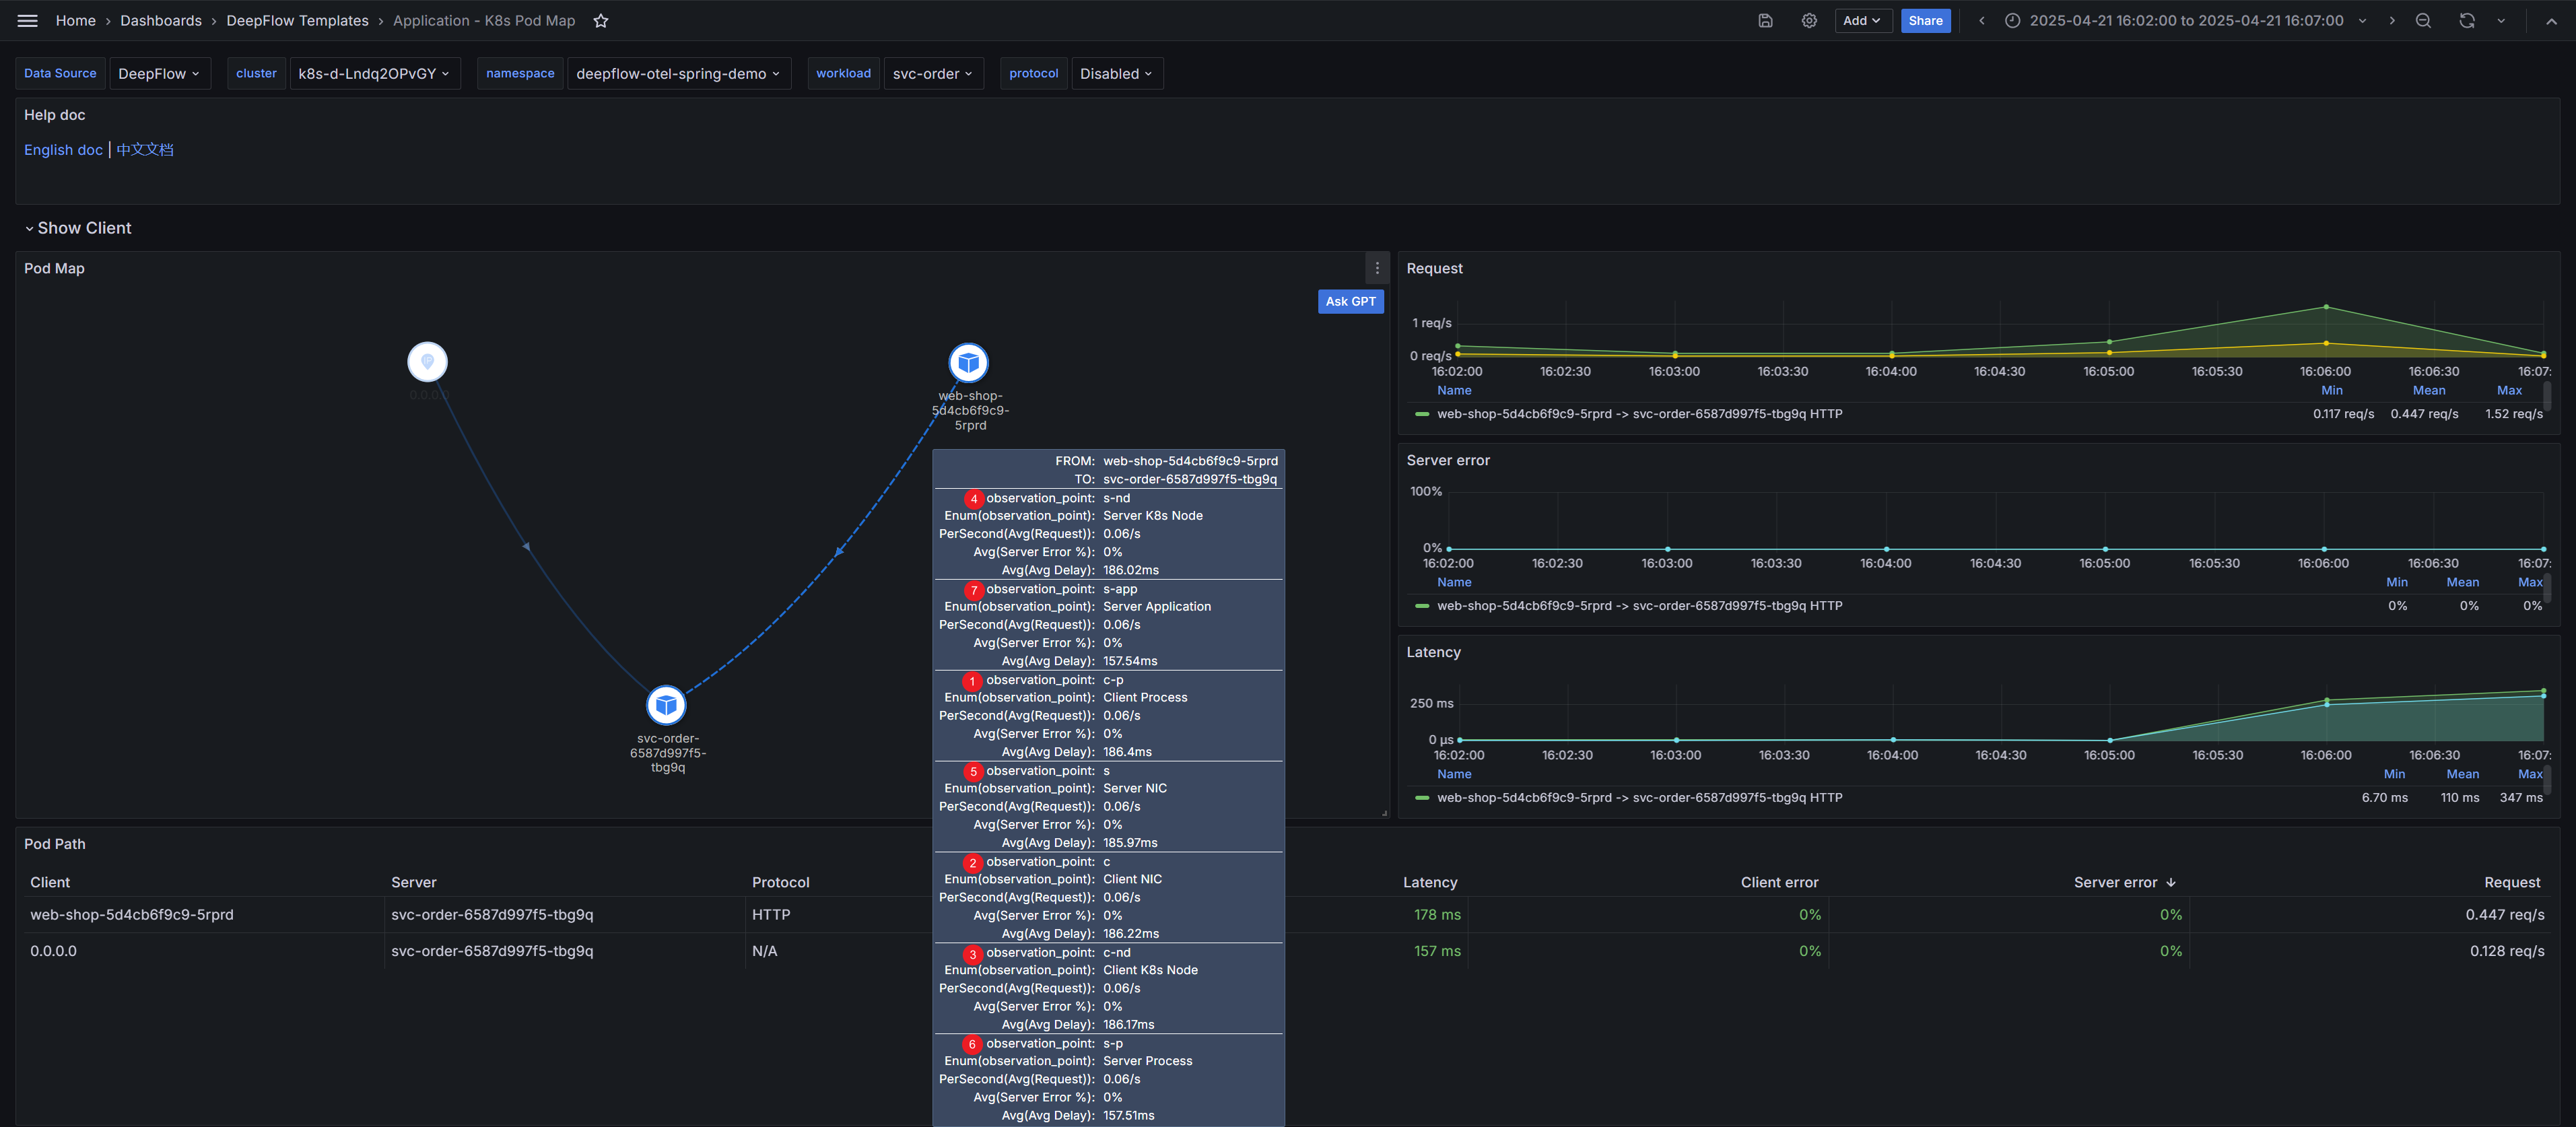 Home › Dashboards › DeepFlow Templates › Application - K8s Pod Map
Add
Share
2025-04-21 16:02:00 to 2025-04-21 16:07:00
Data Source DeepFlow cluster k8s-d-Lndq2OPvGY namespace deepflow-otel-spring-demo workload svc-order protocol Disabled
Help doc
English doc | 中文文档
Show Client
Pod Map
Ask GPT
0.0.0.0
web-shop-
5d4cb6f9c9-
5rprd
svc-order-
6587d997f5-
tbg9q
FROM: web-shop-5d4cb6f9c9-5rprd
TO: svc-order-6587d997f5-tbg9q
4 observation_point: s-nd
Enum(observation_point): Server K8s Node
PerSecond(Avg(Request)): 0.06/s
Avg(Server Error %): 0%
Avg(Avg Delay): 186.02ms
7 observation_point: s-app
Enum(observation_point): Server Application
PerSecond(Avg(Request)): 0.06/s
Avg(Server Error %): 0%
Avg(Avg Delay): 157.54ms
1 observation_point: c-p
Enum(observation_point): Client Process
PerSecond(Avg(Request)): 0.06/s
Avg(Server Error %): 0%
Avg(Avg Delay): 186.4ms
5 observation_point: s
Enum(observation_point): Server NIC
PerSecond(Avg(Request)): 0.06/s
Avg(Server Error %): 0%
Avg(Avg Delay): 185.97ms
2 observation_point: c
Enum(observation_point): Client NIC
PerSecond(Avg(Request)): 0.06/s
Avg(Server Error %): 0%
Avg(Avg Delay): 186.22ms
3 observation_point: c-nd
Enum(observation_point): Client K8s Node
PerSecond(Avg(Request)): 0.06/s
Avg(Server Error %): 0%
Avg(Avg Delay): 186.17ms
6 observation_point: s-p
Enum(observation_point): Server Process
PerSecond(Avg(Request)): 0.06/s
Avg(Server Error %): 0%
Avg(Avg Delay): 157.51ms
Request
1 req/s
0 req/s
16:02:00 16:02:30 16:03:00 16:03:30 16:04:00 16:04:30 16:05:00 16:05:30 16:06:00 16:06:30 16:07:
Name Min Mean Max
web-shop-5d4cb6f9c9-5rprd -> svc-order-6587d997f5-tbg9q HTTP 0.117 req/s 0.447 req/s 1.52 req/s
Server error
100%
0%
16:02:00 16:02:30 16:03:00 16:03:30 16:04:00 16:04:30 16:05:00 16:05:30 16:06:00 16:06:30 16:07:
Name Min Mean Max
web-shop-5d4cb6f9c9-5rprd -> svc-order-6587d997f5-tbg9q HTTP 0% 0% 0%
Latency
250 ms
0 µs
16:02:00 16:02:30 16:03:00 16:03:30 16:04:00 16:04:30 16:05:00 16:05:30 16:06:00 16:06:30 16:07:
Name Min Mean Max
web-shop-5d4cb6f9c9-5rprd -> svc-order-6587d997f5-tbg9q HTTP 6.70 ms 110 ms 347 ms
Pod Path
Client Server Protocol Latency Client error Server error Request
web-shop-5d4cb6f9c9-5rprd svc-order-6587d997f5-tbg9q HTTP 178 ms 0% 0% 0.447 req/s
0.0.0.0 svc-order-6587d997f5-tbg9q N/A 157 ms 0% 0% 0.128 req/s